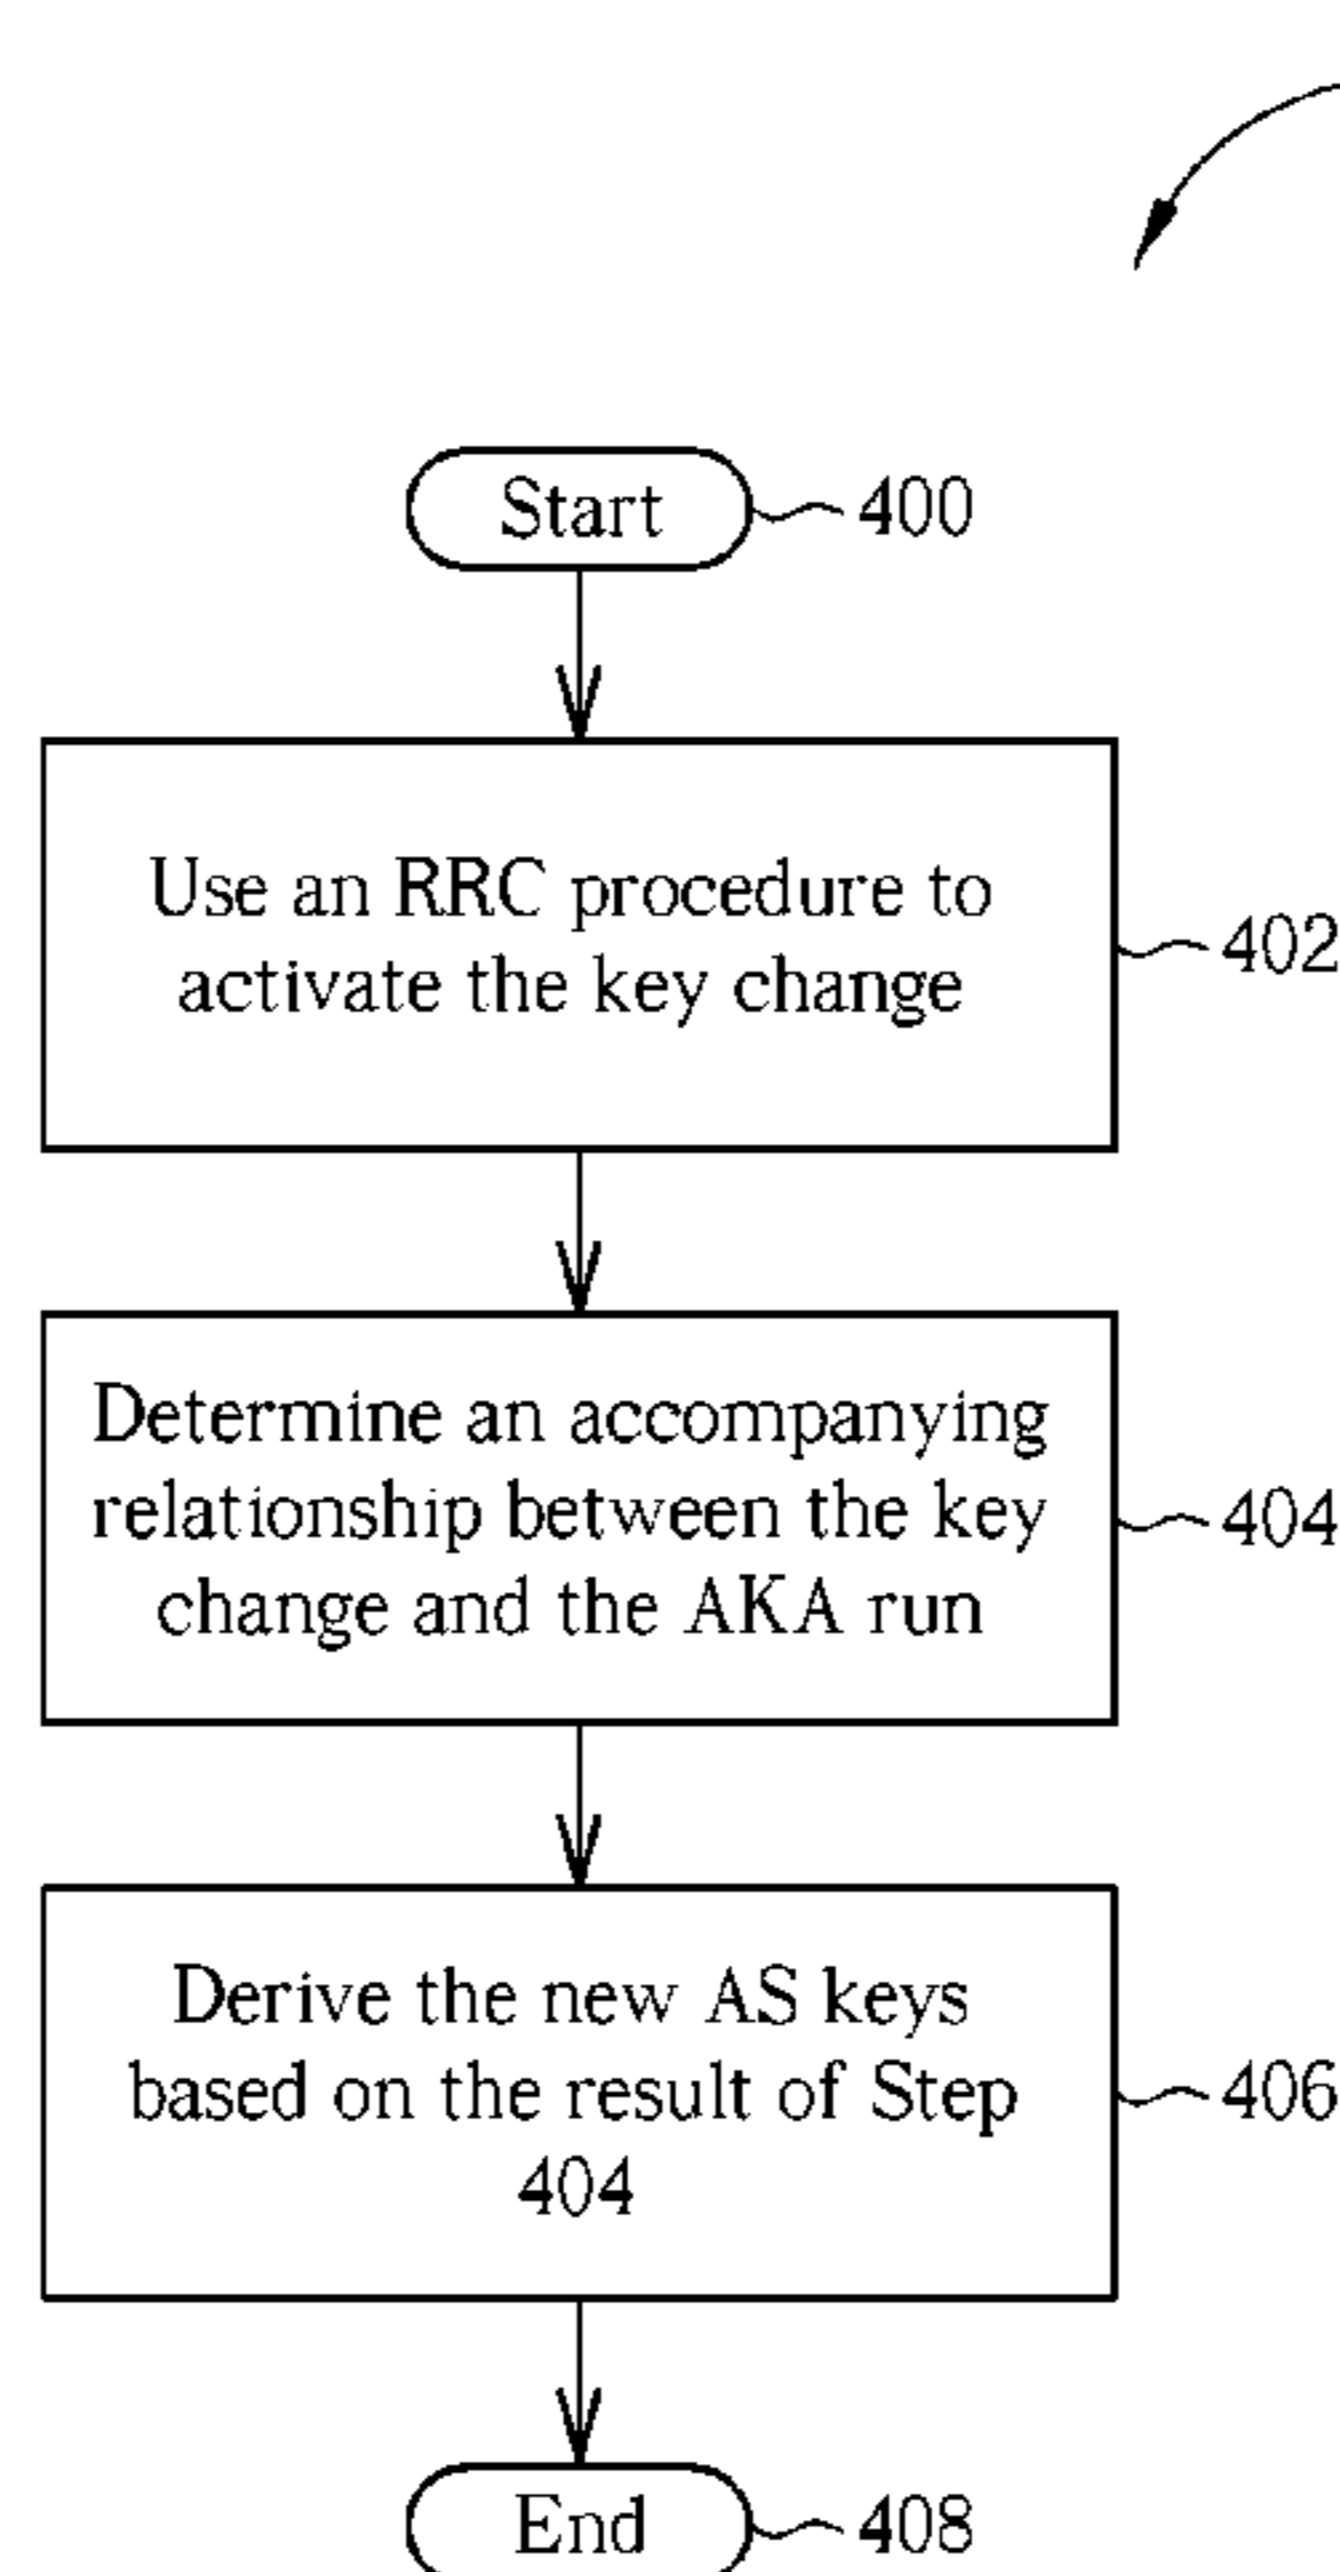 Start
400
Use an RRC procedure to
activate the key change
402
Determine an accompanying
relationship between the key
change and the AKA run
404
Derive the new AS keys
based on the result of Step
404
406
End
408